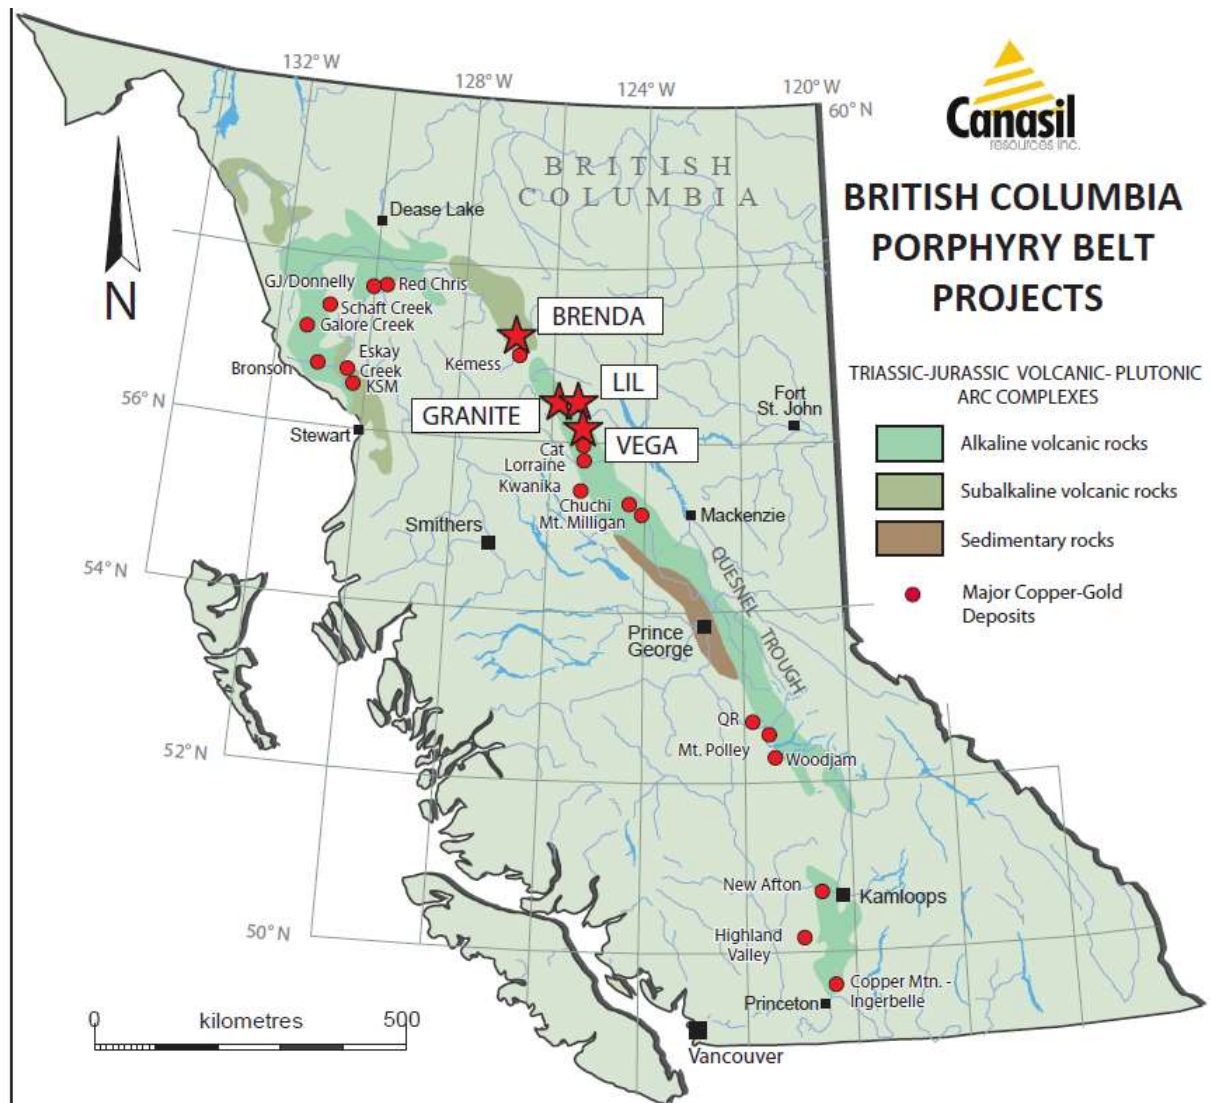 132° W
128° W
124° W
120° W
60° N
Canasil
resources inc.
BRITISH
COLUMBIA
BRITISH COLUMBIA
PORPHYRY BELT
PROJECTS
N
Dease Lake
GJ/Donnelly
Red Chris
Schaft Creek
Galore Creek
BRENDA
Bronson
Eskay
Creek
KSM
Kemess
56° N
LIL
GRANITE
Fort
St. John
Stewart
VEGA
Cat
Lorraine
Kwanika
Chuchi
Mt. Milligan
Mackenzie
Smithers
TRIASSIC-JURASSIC VOLCANIC- PLUTONIC
ARC COMPLEXES
Alkaline volcanic rocks
Subalkaline volcanic rocks
Sedimentary rocks
Major Copper-Gold
Deposits
54° N
QUESNEL TROUGH
Prince
George
QR
Mt. Polley
Woodjam
52° N
New Afton
Kamloops
Highland
Valley
50° N
Copper Mtn. -
Ingerbelle
Princeton
0 kilometres 500
Vancouver